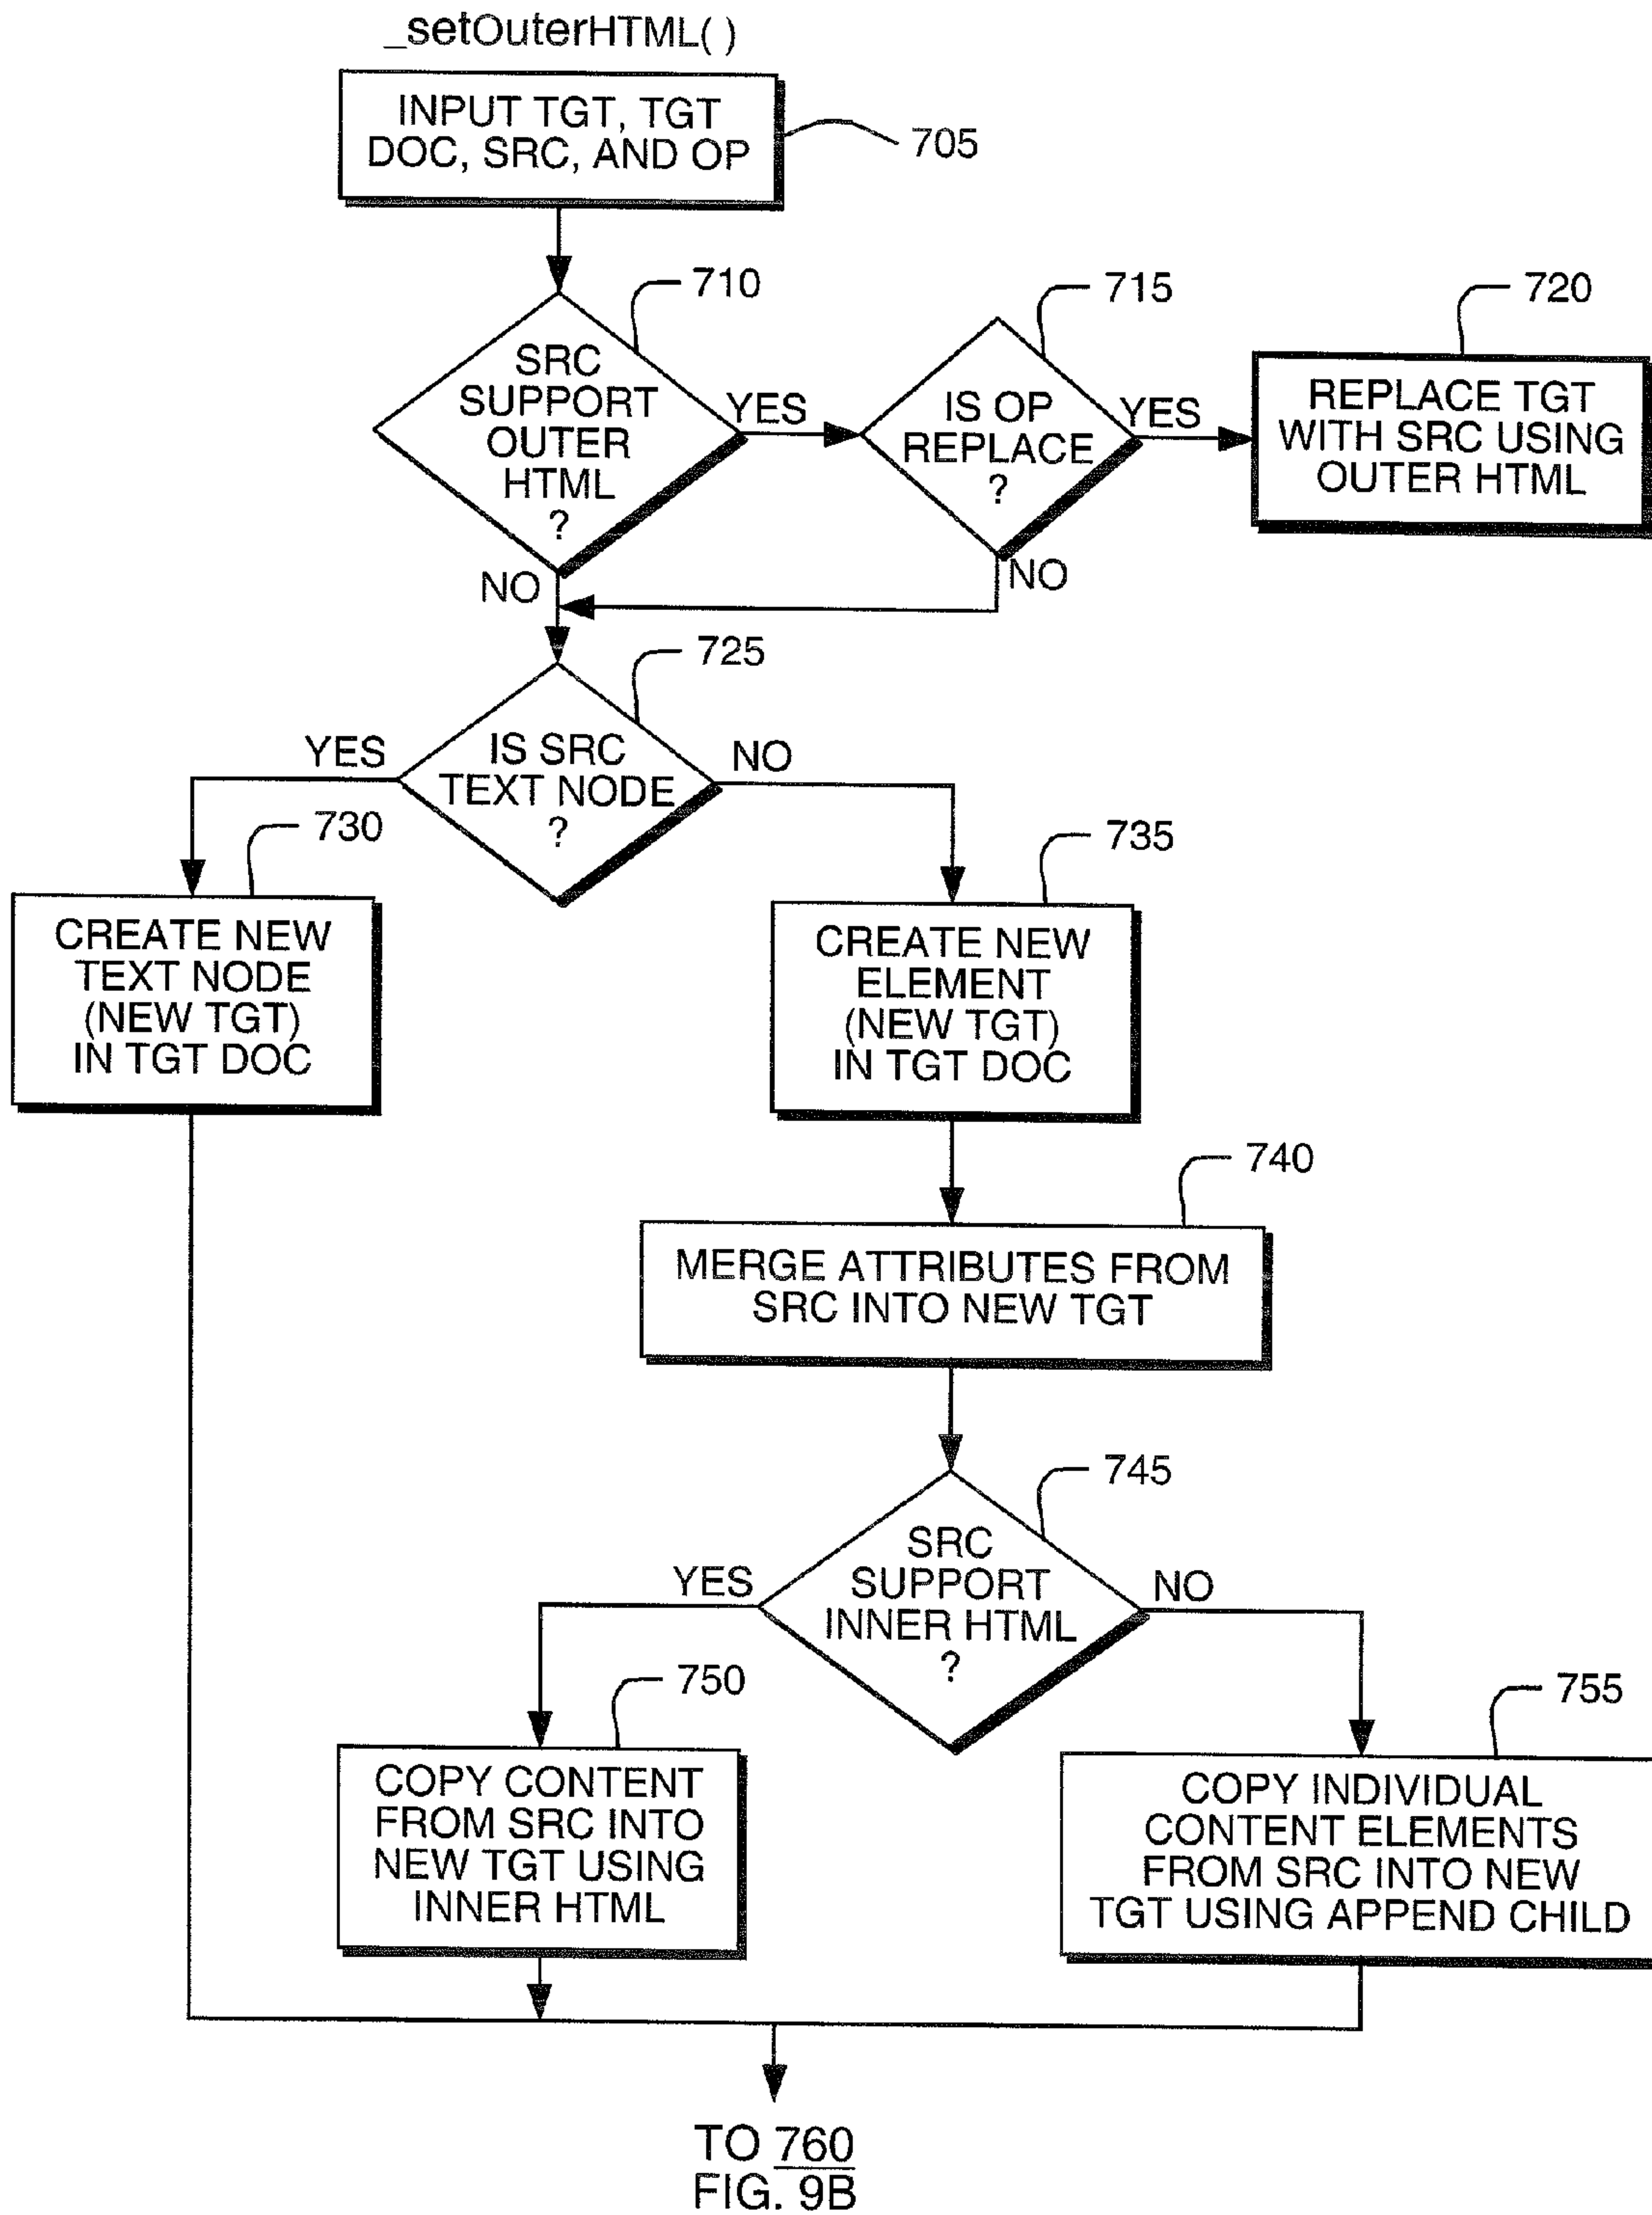 _setOuterHTML( )
INPUT TGT, TGT
DOC, SRC, AND OP
705
710
SRC
SUPPORT
OUTER
HTML
?
YES
NO
715
IS OP
REPLACE
?
YES
NO
720
REPLACE TGT
WITH SRC USING
OUTER HTML
725
IS SRC
TEXT NODE
?
YES
NO
730
CREATE NEW
TEXT NODE
(NEW TGT)
IN TGT DOC
735
CREATE NEW
ELEMENT
(NEW TGT)
IN TGT DOC
740
MERGE ATTRIBUTES FROM
SRC INTO NEW TGT
745
SRC
SUPPORT
INNER HTML
?
YES
NO
750
COPY CONTENT
FROM SRC INTO
NEW TGT USING
INNER HTML
755
COPY INDIVIDUAL
CONTENT ELEMENTS
FROM SRC INTO NEW
TGT USING APPEND CHILD
TO 760
FIG. 9B